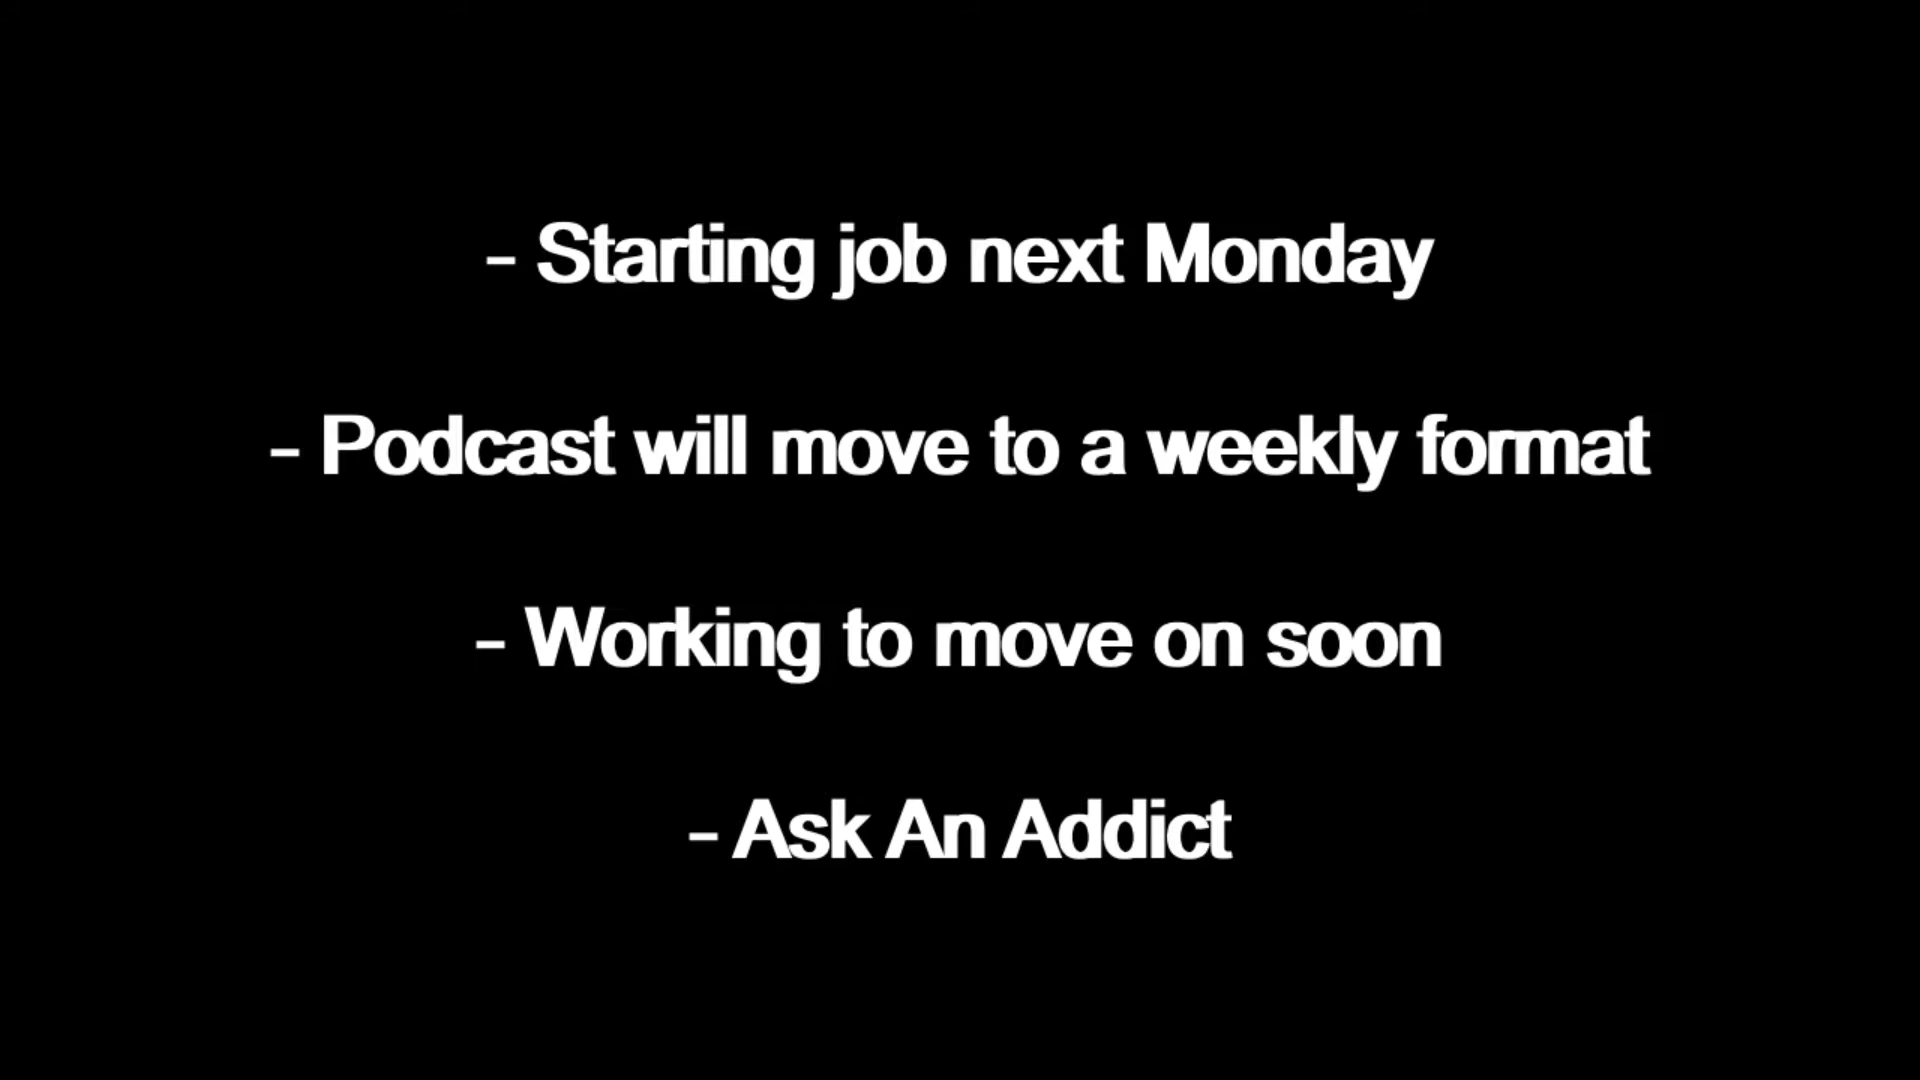 - Starting job next Monday
- Podcast will move to a weekly format
- Working to move on soon
- Ask An Addict